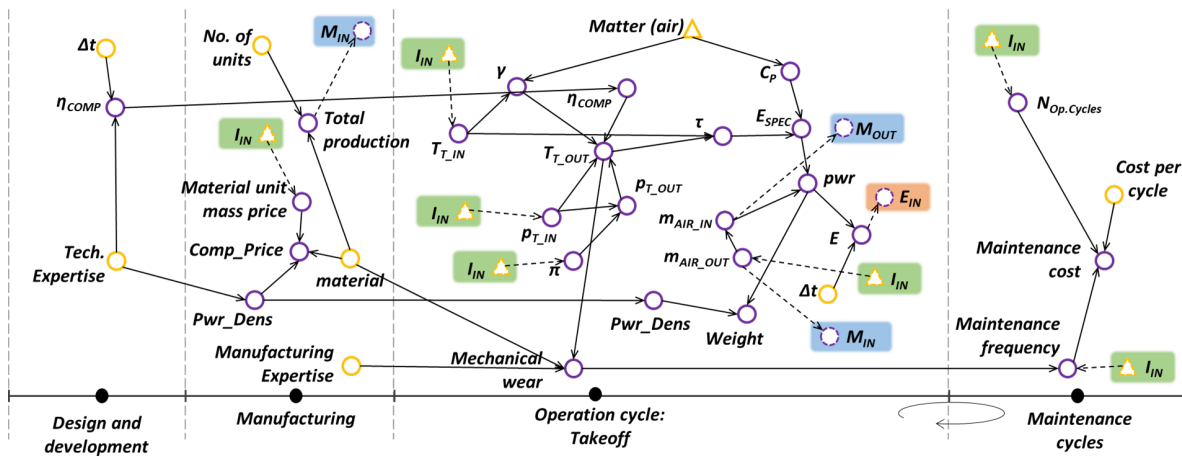 Δt
η_COMP
Tech.
Expertise
No. of
units
M_IN
I_IN
Total
production
Material unit
mass price
Comp_Price
material
Pwr_Dens
Manufacturing
Expertise
Matter (air)
I_IN
γ
η_COMP
C_P
T_T_IN
T_T_OUT
τ
E_SPEC
M_OUT
p_T_OUT
pwr
I_IN
p_T_IN
m_AIR_IN
E_IN
E
I_IN
π
m_AIR_OUT
I_IN
Δt
Pwr_Dens
Weight
M_IN
Mechanical
wear
I_IN
N_Op.Cycles
Cost per
cycle
Maintenance
cost
Maintenance
frequency
I_IN
Design and
development
Manufacturing
Operation cycle:
Takeoff
Maintenance
cycles